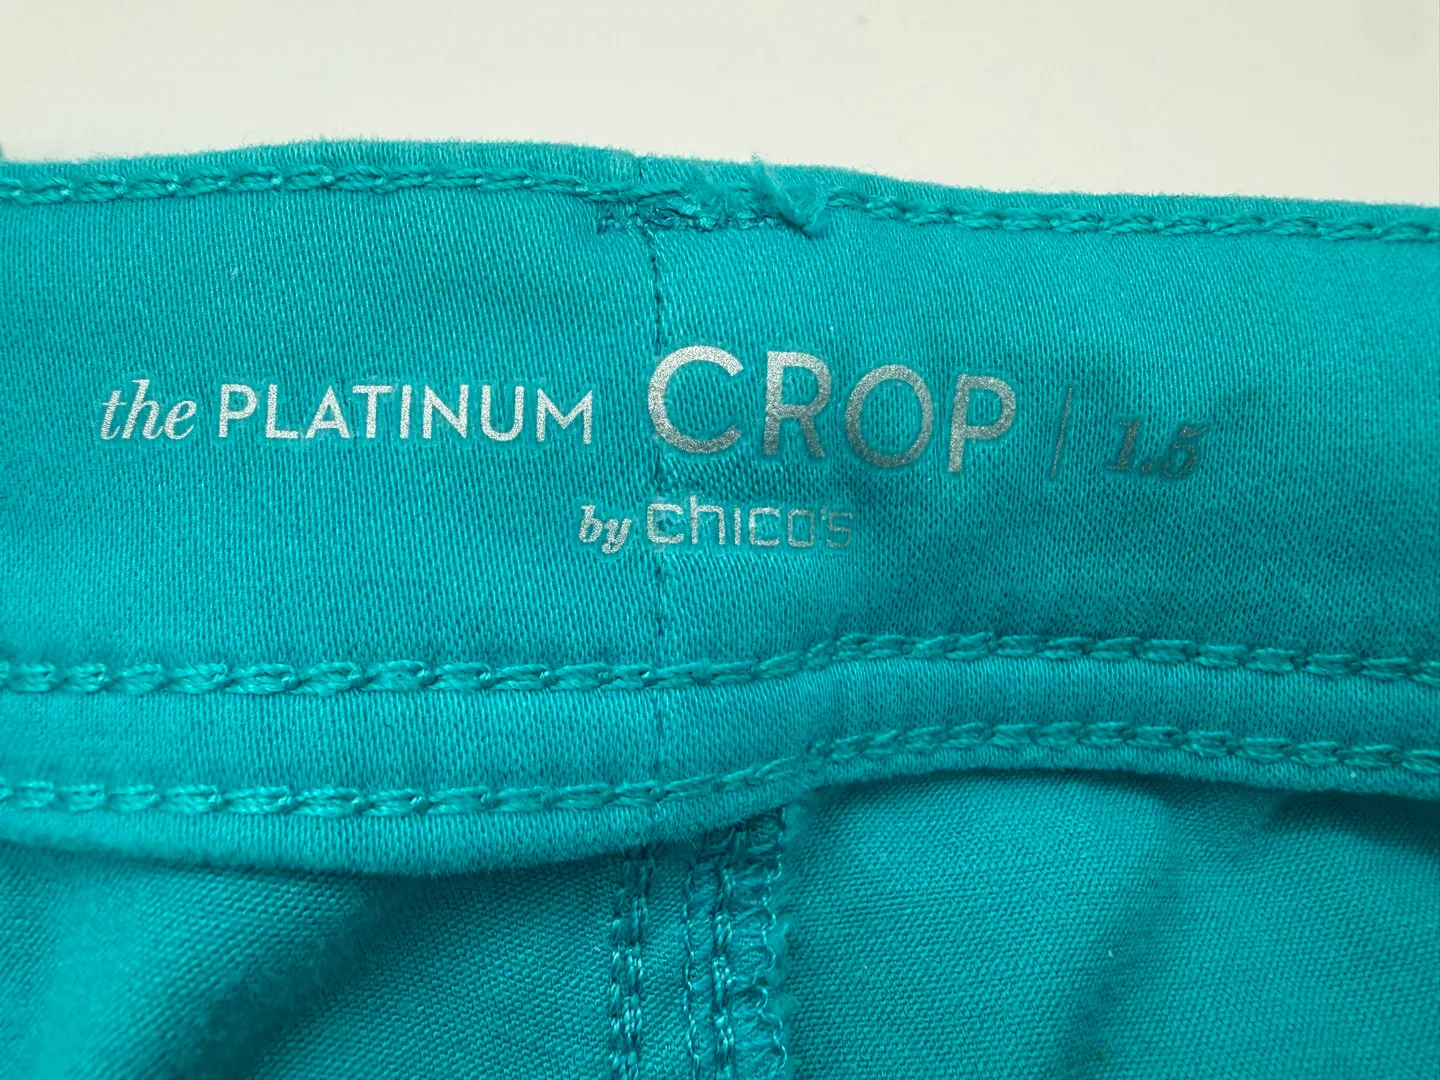 the PLATINUM CROP | 1.5
by chico's